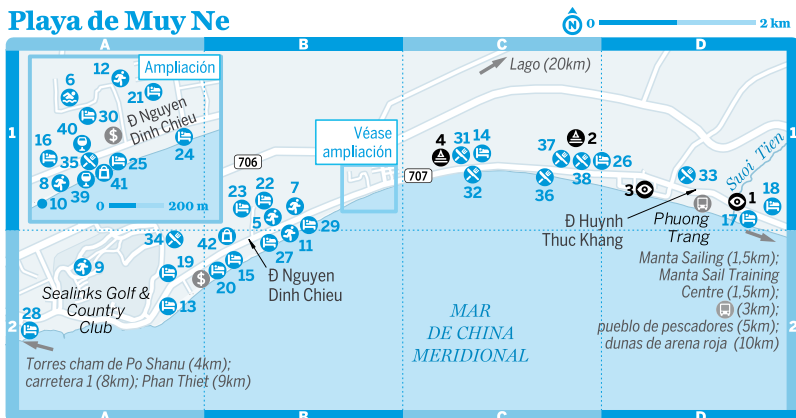 Playa de Muy Ne
N 0 2 km
A B C D
Ampliación
6 12 21 30 40 16 35 25 24 8 39 41 10
$
Đ Nguyen
Dinh Chieu
0 200 m
Véase
ampliación
706
707
Lago (20km)
4 31 14 32 37 2 38 26 36 3 33 1 18 17
Suoi Tien
Đ Huynh
Thuc Khang
Phuong
Trang
23 22 7 5 29 11 27 42 34 15 20 19 9 13 28
$
Đ Nguyen
Dinh Chieu
Sealinks Golf &
Country
Club
MAR
DE CHINA
MERIDIONAL
Manta Sailing (1,5km);
Manta Sail Training
Centre (1,5km);
(3km);
pueblo de pescadores (5km);
dunas de arena roja (10km)
Torres cham de Po Shanu (4km);
carretera 1 (8km); Phan Thiet (9km)
1 1
2 2
A B C D